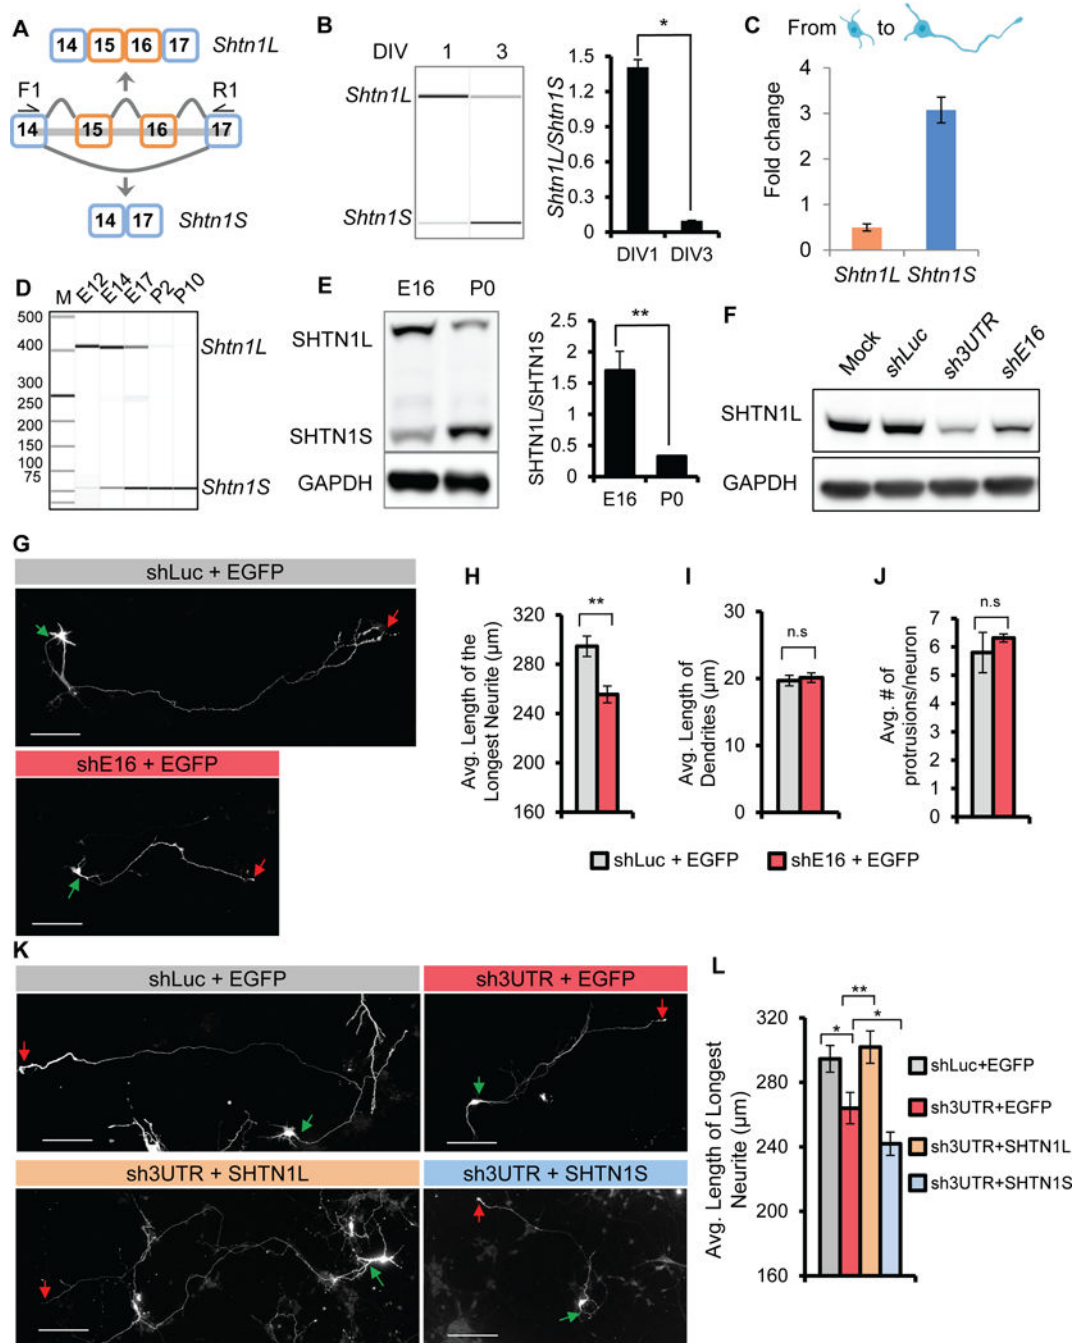 A
14 15 16 17 Shtn1L
F1 R1
14 15 16 17
14 17 Shtn1S
B
DIV 1 3
Shtn1L
Shtn1S
Shtn1L/Shtn1S
1.5
1.2
0.9
0.6
0.3
0
*
DIV1 DIV3
C
From to
Fold change
4
3
2
1
0
Shtn1L Shtn1S
D
M E12 E14 E17 P2 P10
500
400
300
250
200
150
100
75
Shtn1L
Shtn1S
E
E16 P0
SHTN1L
SHTN1S
GAPDH
SHTN1L/SHTN1S
2.5
2
1.5
1
0.5
0
**
E16 P0
F
Mock shLuc sh3UTR shE16
SHTN1L
GAPDH
G
shLuc + EGFP
shE16 + EGFP
H
Avg. Length of the
Longest Neurite (µm)
320
280
240
200
160
**
I
Avg. Length of
Dendrites (µm)
30
20
10
0
n.s
J
Avg. # of
protrusions/neuron
7
6
5
4
3
2
1
0
n.s
shLuc + EGFP shE16 + EGFP
K
shLuc + EGFP
sh3UTR + EGFP
sh3UTR + SHTN1L
sh3UTR + SHTN1S
L
Avg. Length of Longest
Neurite (µm)
320
280
240
200
160
*
**
*
shLuc+EGFP
sh3UTR+EGFP
sh3UTR+SHTN1L
sh3UTR+SHTN1S